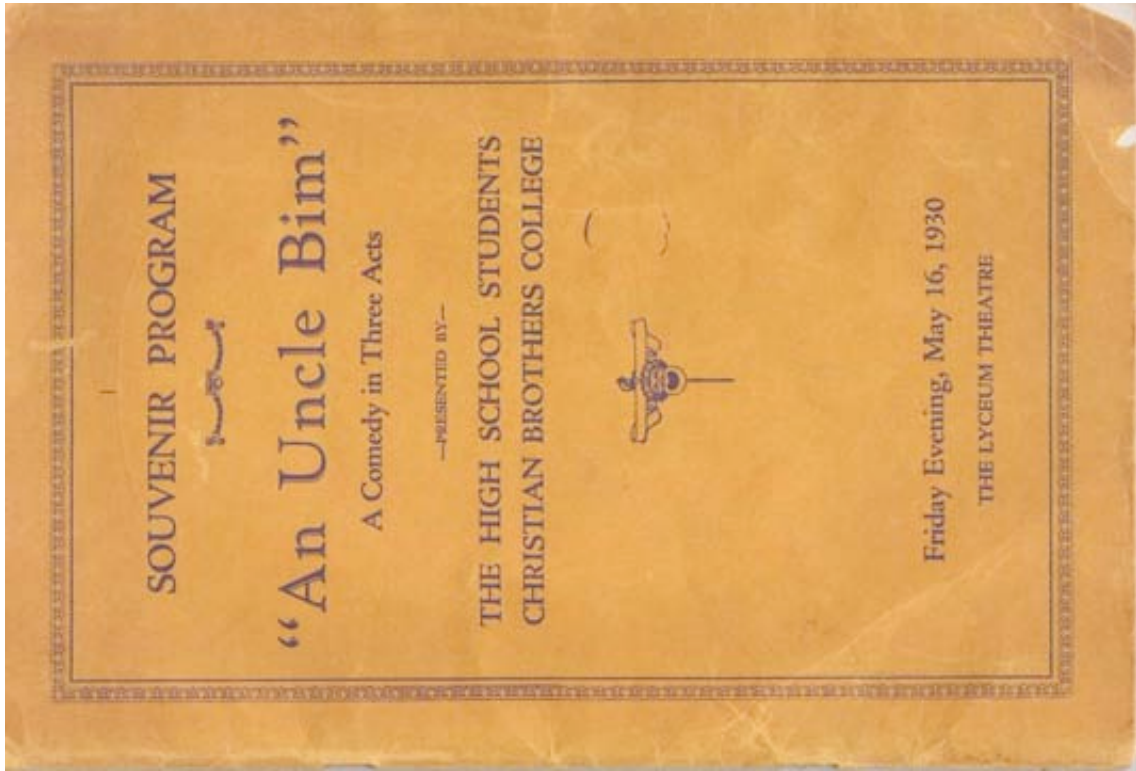 SOUVENIR PROGRAM
“An Uncle Bim”
A Comedy in Three Acts
—PRESENTED BY—
THE HIGH SCHOOL STUDENTS
CHRISTIAN BROTHERS COLLEGE
Friday Evening, May 16, 1930
THE LYCEUM THEATRE